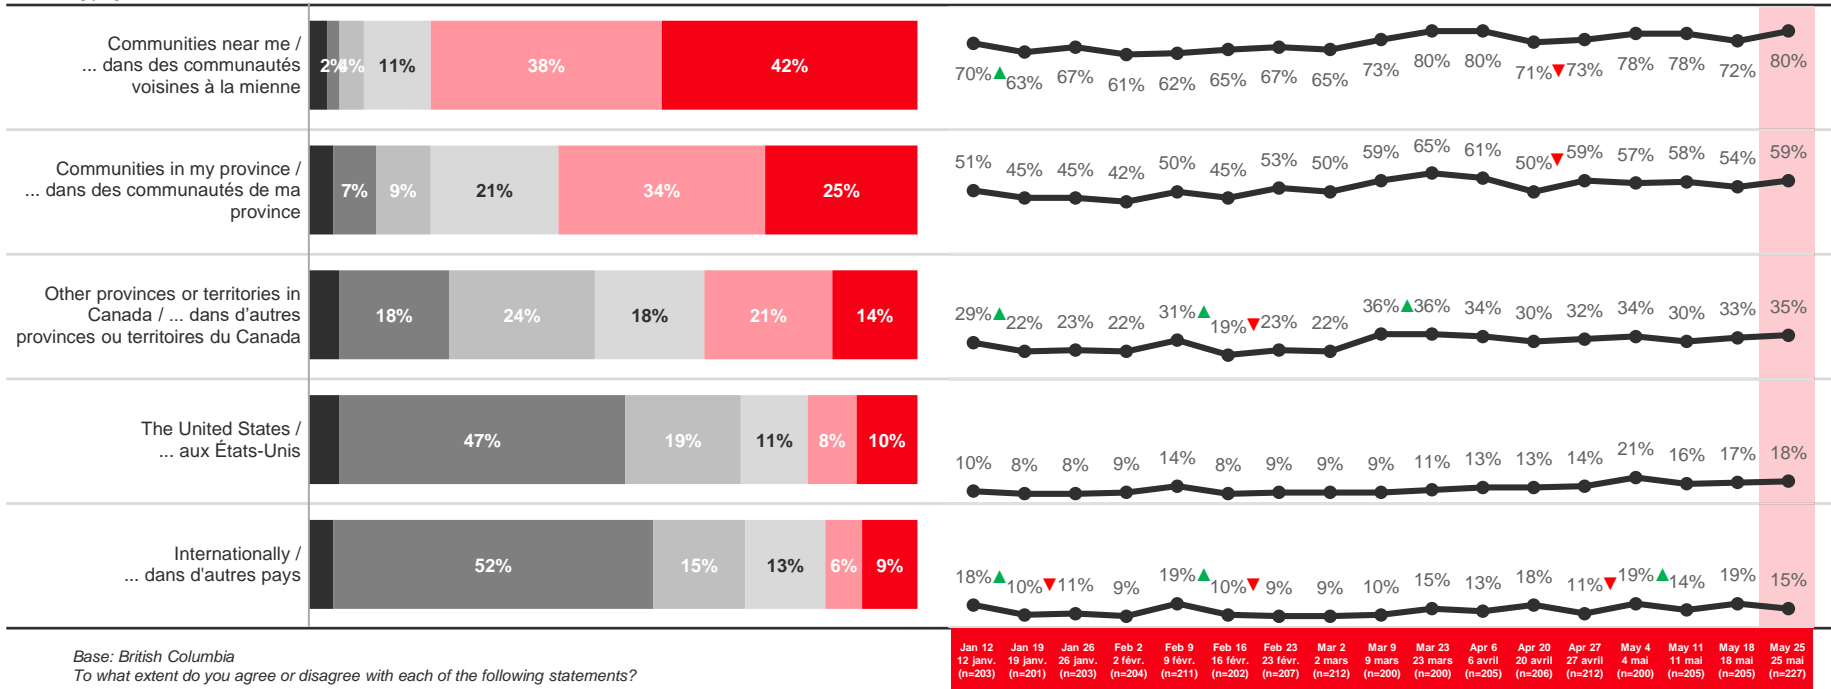 Communities near me /
... dans des communautés
voisines à la mienne
2%
4%
11%
38%
42%
70%
63%
67%
61%
62%
65%
67%
65%
73%
80%
80%
71%
73%
78%
78%
72%
80%
Communities in my province /
... dans des communautés de ma
province
7%
9%
21%
34%
25%
51%
45%
45%
42%
50%
45%
53%
50%
59%
65%
61%
50%
59%
57%
58%
54%
59%
Other provinces or territories in
Canada / ... dans d'autres
provinces ou territoires du Canada
18%
24%
18%
21%
14%
29%
22%
23%
22%
31%
19%
23%
22%
36%
36%
34%
30%
32%
34%
30%
33%
35%
The United States /
... aux États-Unis
47%
19%
11%
8%
10%
10%
8%
8%
9%
14%
8%
9%
9%
9%
11%
13%
13%
14%
21%
16%
17%
18%
Internationally /
... dans d'autres pays
52%
15%
13%
6%
9%
18%
10%
11%
9%
19%
10%
9%
9%
10%
15%
13%
18%
11%
19%
14%
19%
15%
Jan 12
12 janv.
(n=203)
Jan 19
19 janv.
(n=201)
Jan 26
26 janv.
(n=203)
Feb 2
2 févr.
(n=204)
Feb 9
9 févr.
(n=211)
Feb 16
16 févr.
(n=202)
Feb 23
23 févr.
(n=207)
Mar 2
2 mars
(n=212)
Mar 9
9 mars
(n=200)
Mar 23
23 mars
(n=200)
Apr 6
6 avril
(n=205)
Apr 20
20 avril
(n=206)
Apr 27
27 avril
(n=212)
May 4
4 mai
(n=200)
May 11
11 mai
(n=205)
May 18
18 mai
(n=205)
May 25
25 mai
(n=227)
Base: British Columbia
To what extent do you agree or disagree with each of the following statements?